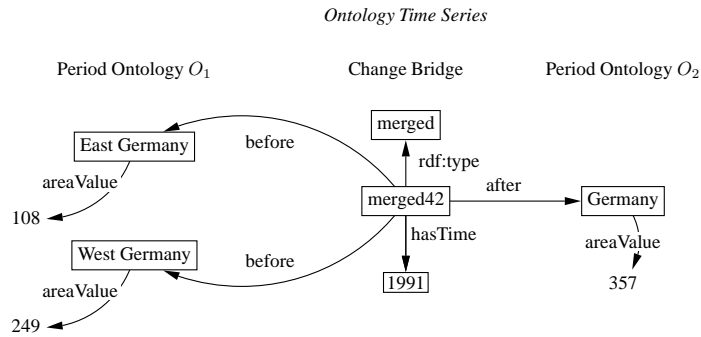 Ontology Time Series
Period Ontology O1 Change Bridge Period Ontology O2
merged
East Germany
before
rdf:type
areaValue
after
merged42
Germany
108
hasTime
West Germany
areaValue
before
areaValue
1991
357
249